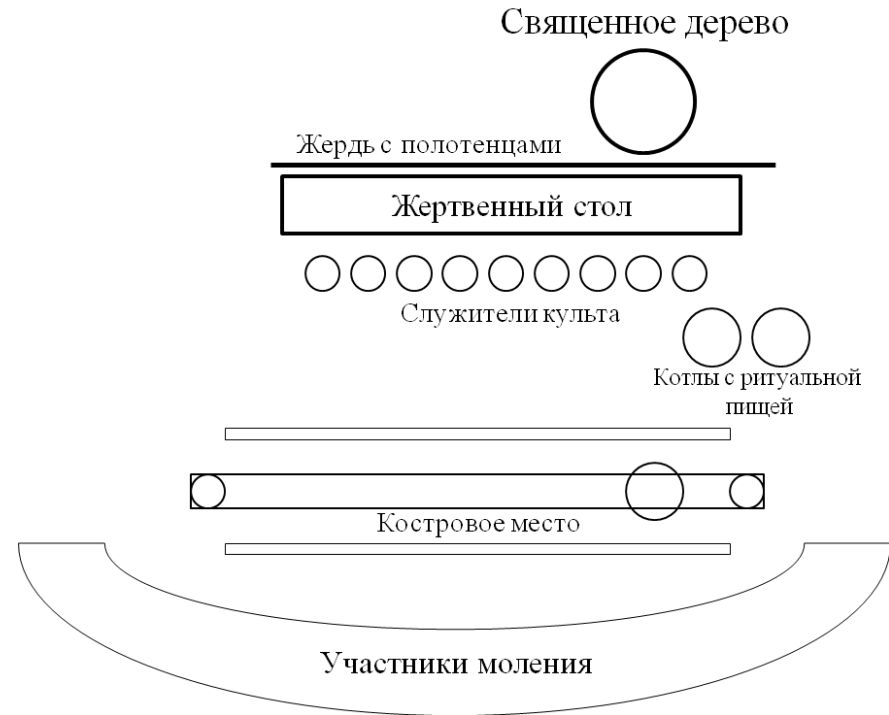 Священное дерево
Жердь с полотенцами
Жертвенный стол
Служители культа
Котлы с ритуальной
пищей
Костровое место
Участники моления